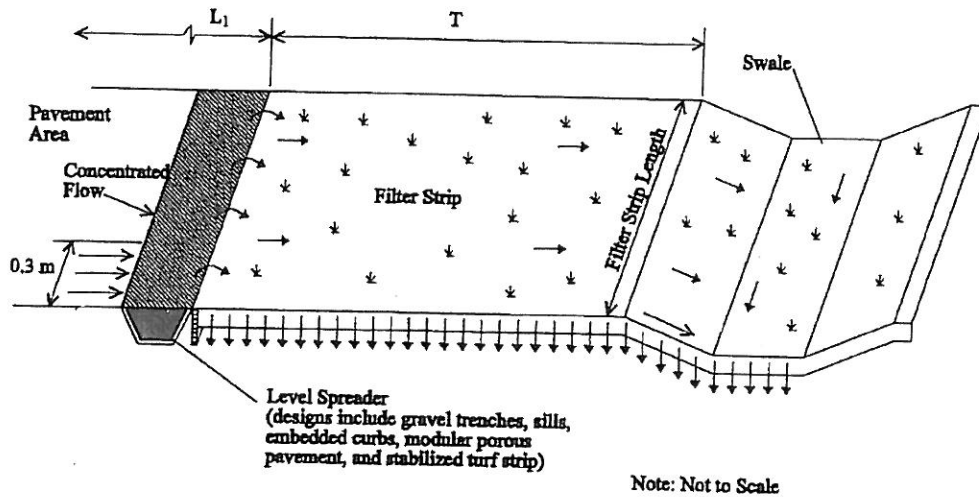 L₁
T
Swale
Pavement
Area
Concentrated
Flow
Filter Strip
Filter Strip Length
0.3 m
Level Spreader
(designs include gravel trenches, sills,
embedded curbs, modular porous
pavement, and stabilized turf strip)
Note: Not to Scale